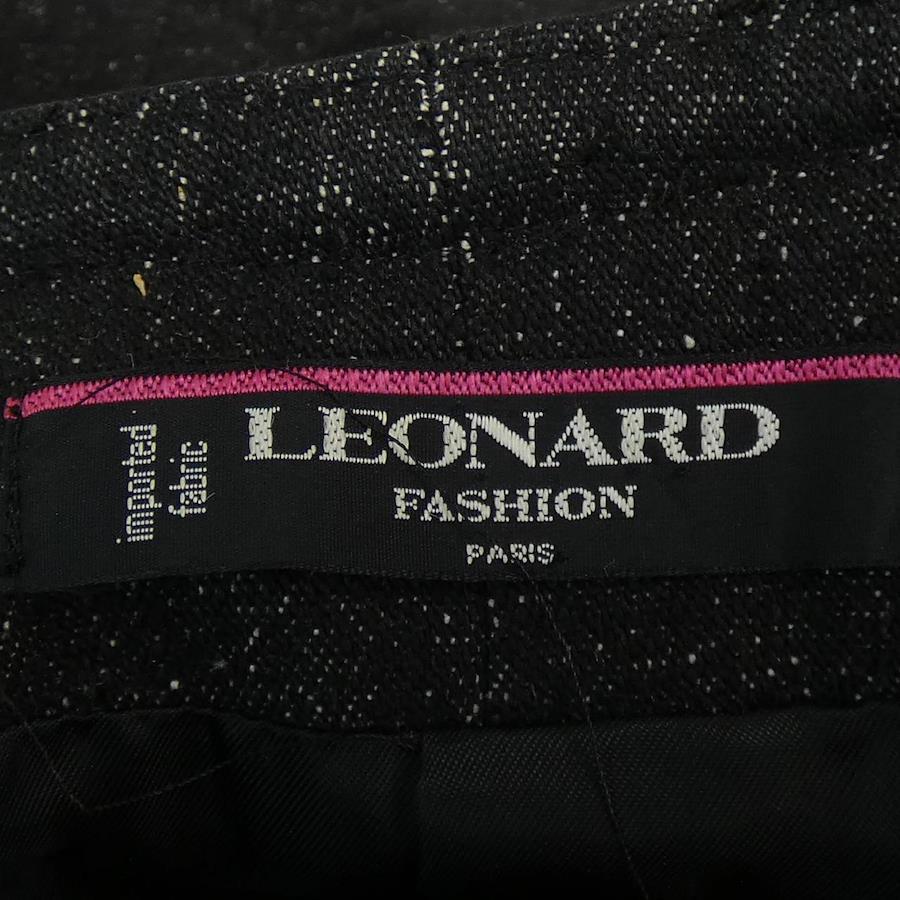 imported
fabric
LEONARD
FASHION
PARIS